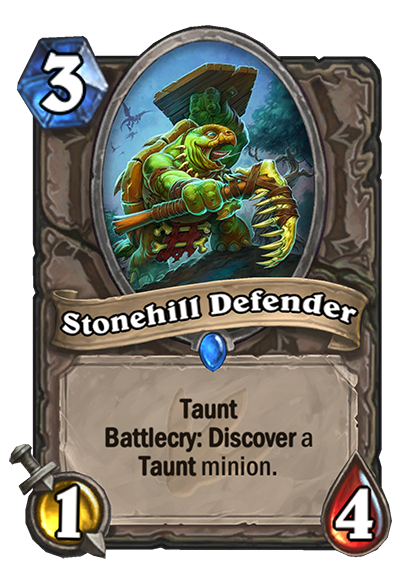 3
Stonehill Defender
Taunt
Battlecry: Discover a
Taunt minion.
1
4